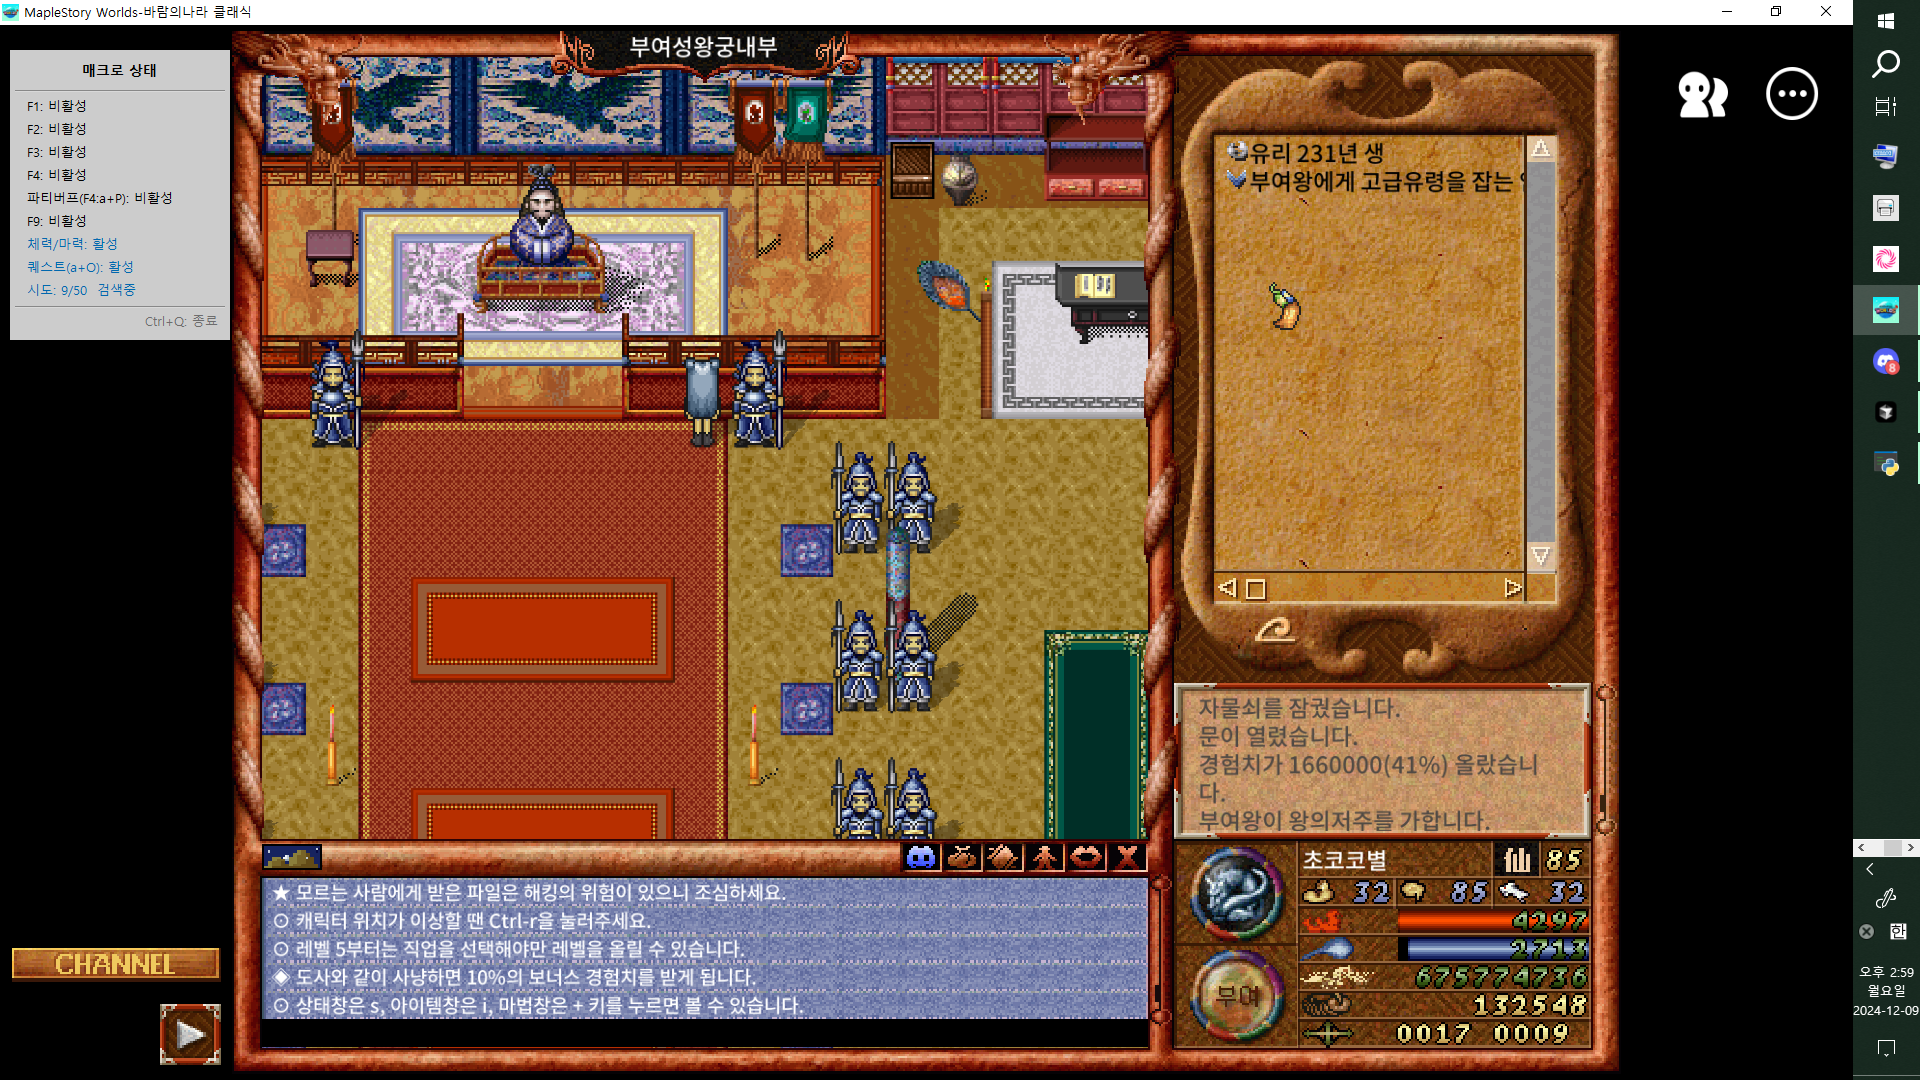 MapleStory Worlds-바람의나라 클래식
매크로 상태
F1: 비활성
F2: 비활성
F3: 비활성
F4: 비활성
파티버프(F4:a+P): 비활성
F9: 비활성
체력/마력: 활성
퀘스트(a+O): 활성
시도: 9/50 검색중
Ctrl+Q: 종료
부여성왕궁내부
유리 231년 생
부여왕에게 고급유령을 잡는
자물쇠를 잠궜습니다.
문이 열렸습니다.
경험치가 1660000(41%) 올랐습니
다.
부여왕이 왕의저주를 가합니다.
초코코별
85
32 85 32
4297
2713
부여
675774736
132548
0017 0009
★ 모르는 사람에게 받은 파일은 해킹의 위험이 있으니 조심하세요.
⊙ 캐릭터 위치가 이상할 땐 Ctrl-r을 눌러주세요.
⊙ 레벨 5부터는 직업을 선택해야만 레벨을 올릴 수 있습니다.
◈ 도사와 같이 사냥하면 10%의 보너스 경험치를 받게 됩니다.
⊙ 상태창은 s, 아이템창은 i, 마법창은 + 키를 누르면 볼 수 있습니다.
CHANNEL
8
한
오후 2:59
월요일
2024-12-09